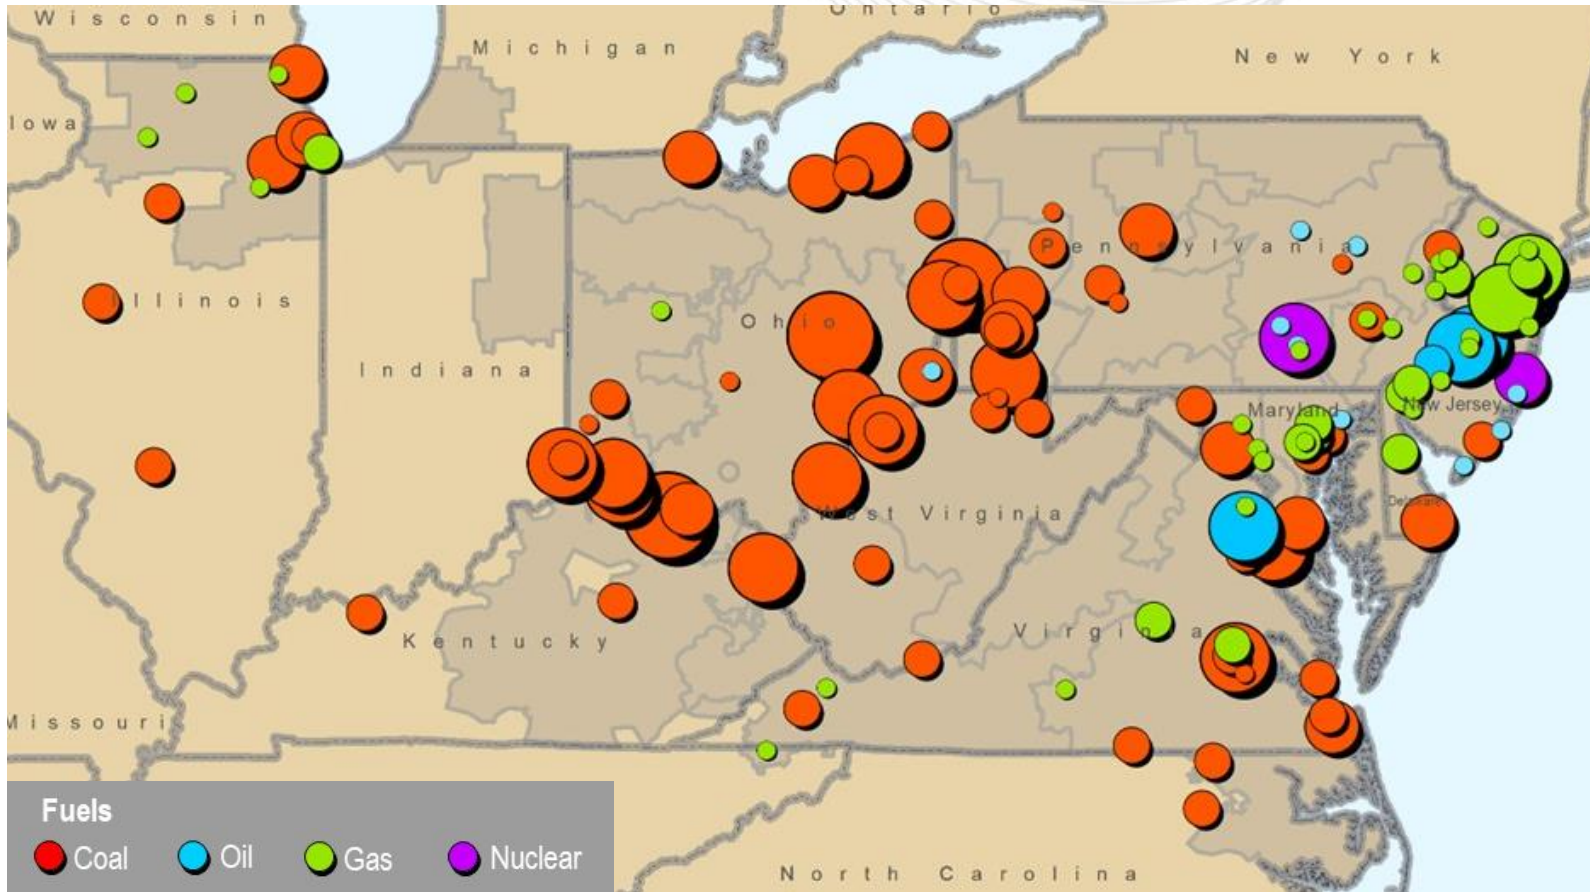 Wisconsin
Ontario
Michigan
New York
Iowa
Pennsylvania
Illinois
Ohio
Indiana
Maryland
New Jersey
Delaware
West Virginia
Virginia
Kentucky
Missouri
North Carolina
Fuels
Coal
Oil
Gas
Nuclear